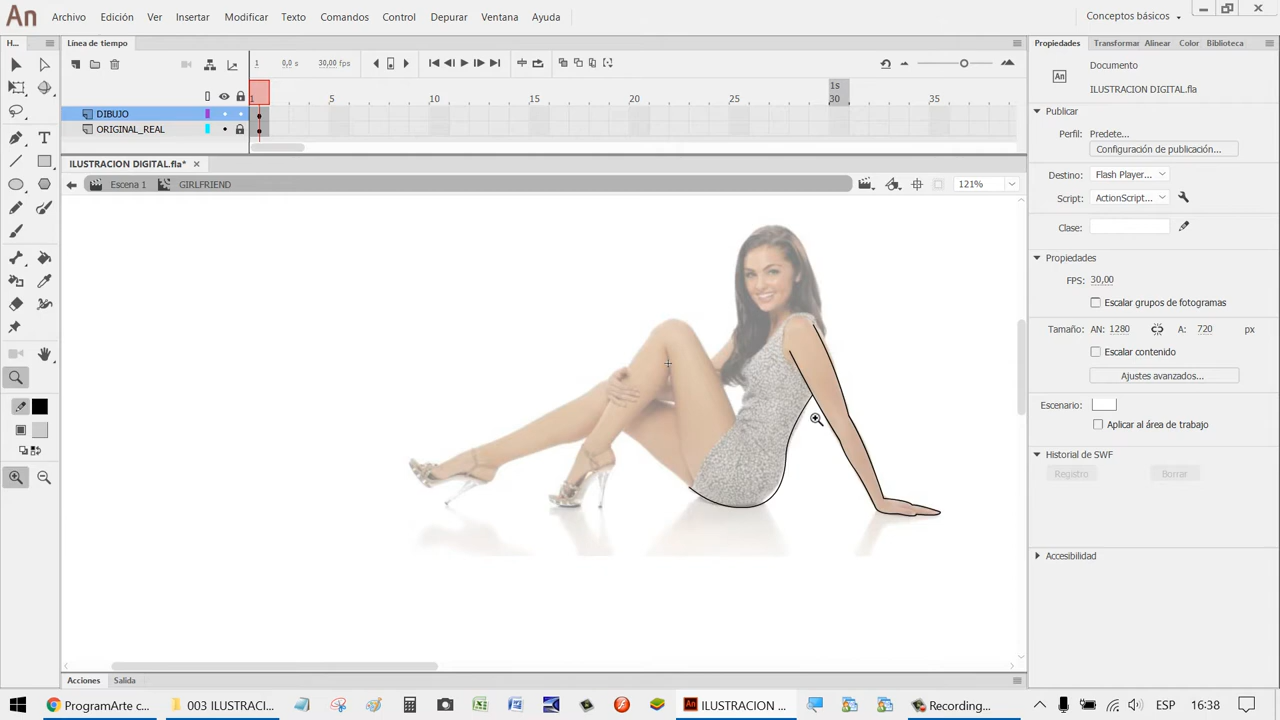 An Archivo Edición Ver Insertar Modificar Texto Comandos Control Depurar Ventana Ayuda Conceptos básicos
H... Línea de tiempo Propiedades Transformar Alinear Color Biblioteca
1 0,0 s 30,00 fps
An Documento
ILUSTRACION DIGITAL.fla
1s
1 5 10 15 20 25 30 35
DIBUJO
ORIGINAL_REAL
Publicar
Perfil: Predete...
Configuración de publicación...
ILUSTRACION DIGITAL.fla*
Destino: Flash Player...
Escena 1 GIRLFRIEND 121%
Script: ActionScript...
Clase:
Propiedades
FPS: 30,00
Escalar grupos de fotogramas
Tamaño: AN: 1280 A: 720 px
Escalar contenido
Ajustes avanzados...
Escenario:
Aplicar al área de trabajo
Historial de SWF
Registro Borrar
Accesibilidad
Acciones Salida
ProgramArte c... 003 ILUSTRACI... ILUSTRACION ... Recording... ESP 16:38